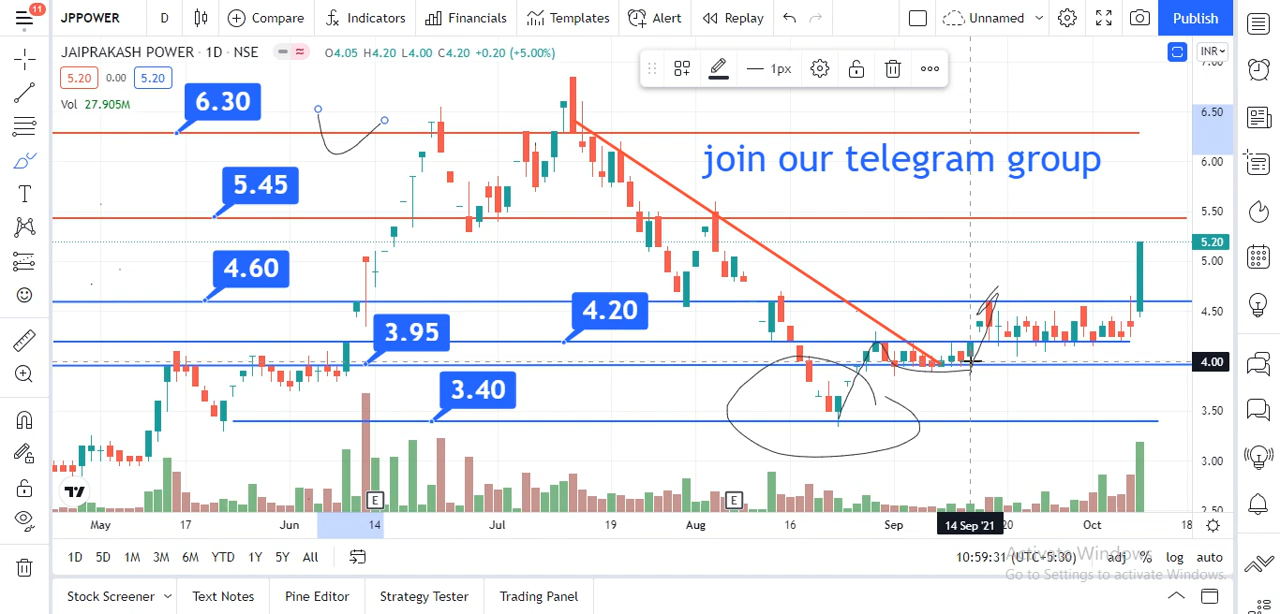 11 JPPOWER D Compare Indicators Financials Templates Alert Replay Unnamed Publish
JAIPRAKASH POWER · 1D · NSE O4.05 H4.20 L4.00 C4.20 +0.20 (+5.00%)
5.20 0.00 5.20
Vol 27.905M
1px
INR
7.00
6.50
6.00
5.50
5.20
5.00
4.50
4.00
3.50
3.00
2.50
6.30
join our telegram group
5.45
4.60
4.20
3.95
3.40
E E
May 17 Jun 14 Jul 19 Aug 16 Sep 14 Sep '21 20 Oct 18
1D 5D 1M 3M 6M YTD 1Y 5Y All 10:59:31 (UTC+5:30) adj % log auto
Activate Windows
Go to Settings to activate Windows.
Stock Screener Text Notes Pine Editor Strategy Tester Trading Panel